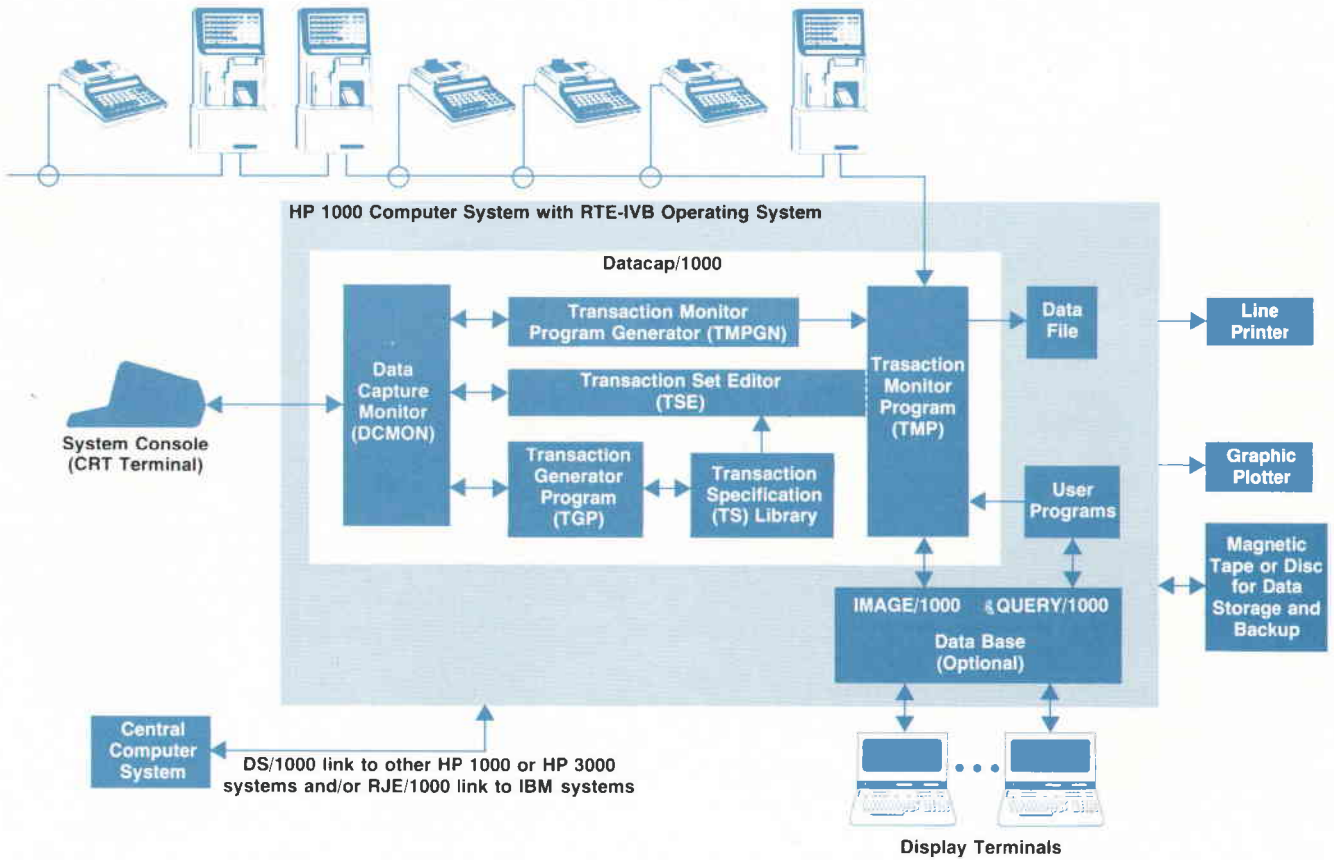 HP 1000 Computer System with RTE-IVB Operating System
Datacap/1000
Transaction Monitor
Program Generator (TMPGN)
Data
Capture
Monitor
(DCMON)
Transaction Set Editor
(TSE)
Transaction
Generator
Program
(TGP)
Transaction
Specification
(TS) Library
Trasaction
Monitor
Program
(TMP)
Data
File
Line
Printer
System Console
(CRT Terminal)
User
Programs
Graphic
Plotter
Magnetic
Tape or Disc
for Data
Storage and
Backup
IMAGE/1000 &QUERY/1000
Data Base
(Optional)
Central
Computer
System
DS/1000 link to other HP 1000 or HP 3000
systems and/or RJE/1000 link to IBM systems
Display Terminals